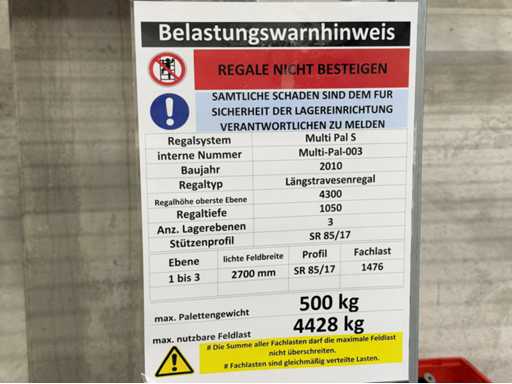 Belastungswarnhinweis
REGALE NICHT BESTEIGEN
SÄMTLICHE SCHÄDEN SIND DEM FÜR
SICHERHEIT DER LAGEREINRICHTUNG
VERANTWORTLICHEN ZU MELDEN
Regalsystem Multi Pal S
interne Nummer Multi-Pal-003
Baujahr 2010
Regaltyp Längstravesenregal
Regalhöhe oberste Ebene 4300
Regaltiefe 1050
Anz. Lagerebenen 3
Stützenprofil SR 85/17
Ebene lichte Feldbreite Profil Fachlast
1 bis 3 2700 mm SR 85/17 1476
max. Palettengewicht 500 kg
max. nutzbare Feldlast 4428 kg
# Die Summe aller Fachlasten darf die maximale Feldlast
nicht überschreiten.
# Fachlasten sind gleichmäßig verteilte Lasten.